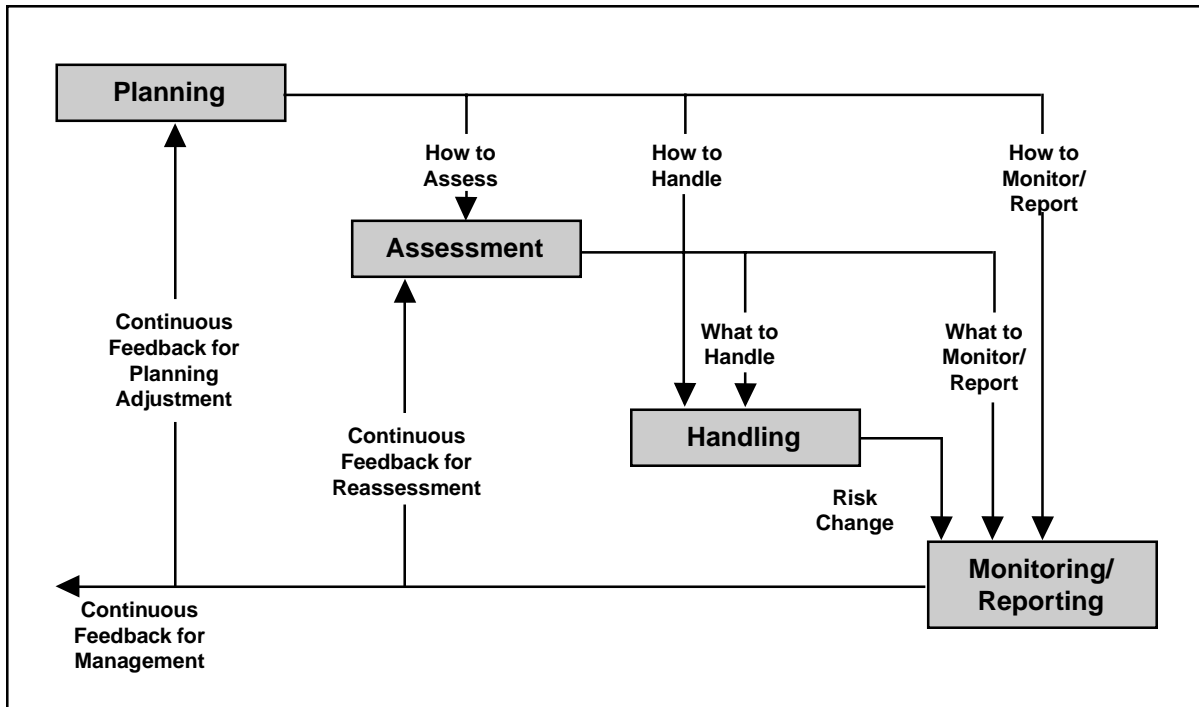 Planning
How to
Assess
How to
Handle
How to
Monitor/
Report
Assessment
Continuous
Feedback for
Planning
Adjustment
What to
Handle
What to
Monitor/
Report
Handling
Continuous
Feedback for
Reassessment
Risk
Change
Monitoring/
Reporting
Continuous
Feedback for
Management